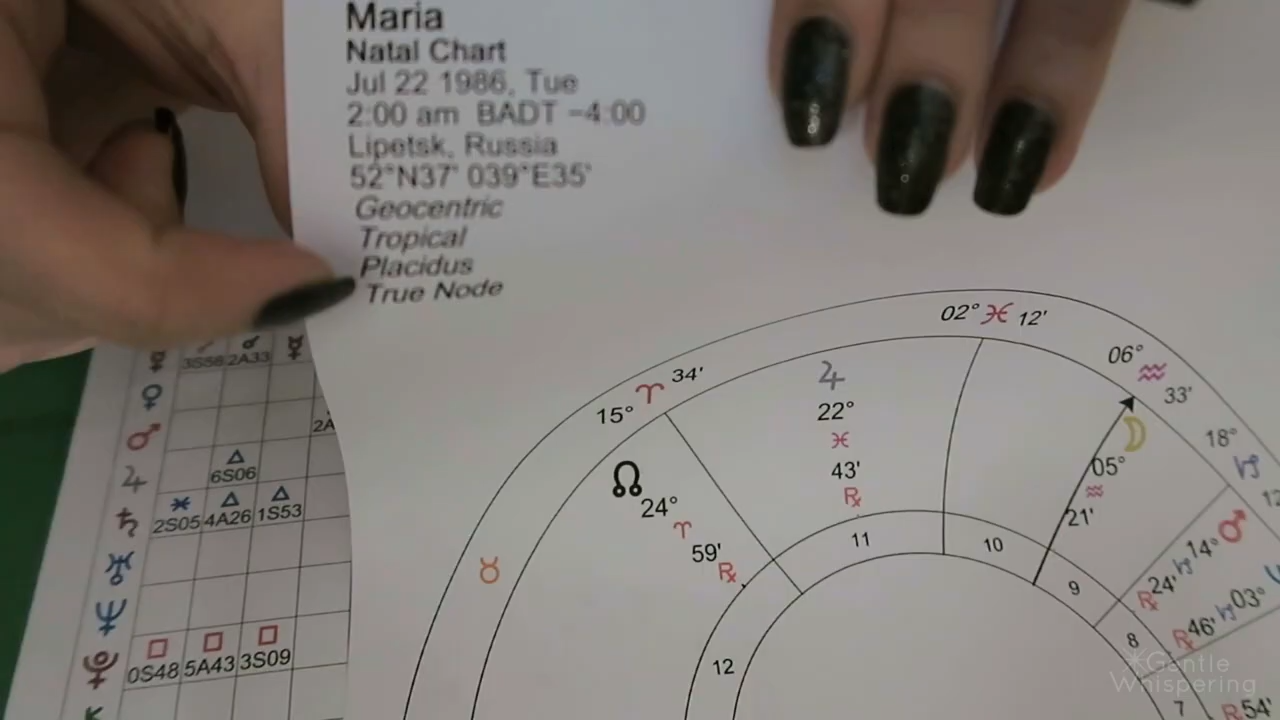 Maria
Natal Chart
Jul 22 1986, Tue
2:00 am BADT -4:00
Lipetsk, Russia
52°N37' 039°E35'
Geocentric
Tropical
Placidus
True Node
02° ♓ 12'
06° ♒ 33'
15° ♈ 34'
18° ♑
♃
22°
♓
43'
℞
☽
05°
♒
21'
☊
24°
♈
59'
℞
♉
♂ 14° ♑ 24' ℞
03° ♑ 46' ℞
54' ℞
12
11
10
9
8
7
☿ 3S58 2A33 ☿
♀
♂
♃ △ 6S06
♄ ✶ 2S05 △ 4A26 △ 1S53
♅
♆
♇ □ 0S48 □ 5A43 □ 3S09
Gentle
Whispering